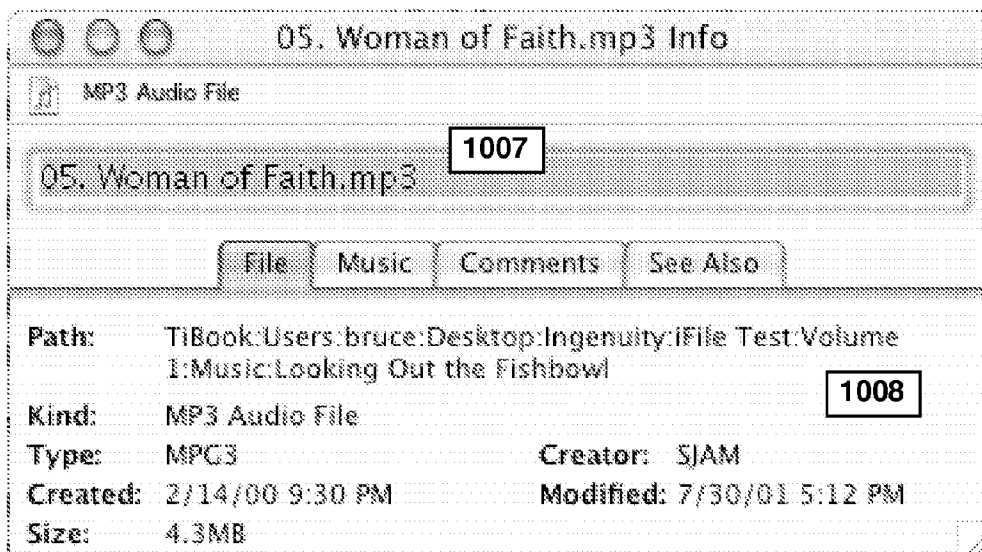 05. Woman of Faith.mp3 Info
MP3 Audio File
1007
05. Woman of Faith.mp3
File Music Comments See Also
Path: TiBook:Users:bruce:Desktop:Ingenuity:iFile Test:Volume
1:Music:Looking Out the Fishbowl
1008
Kind: MP3 Audio File
Type: MPG3 Creator: SJAM
Created: 2/14/00 9:30 PM Modified: 7/30/01 5:12 PM
Size: 4.3MB